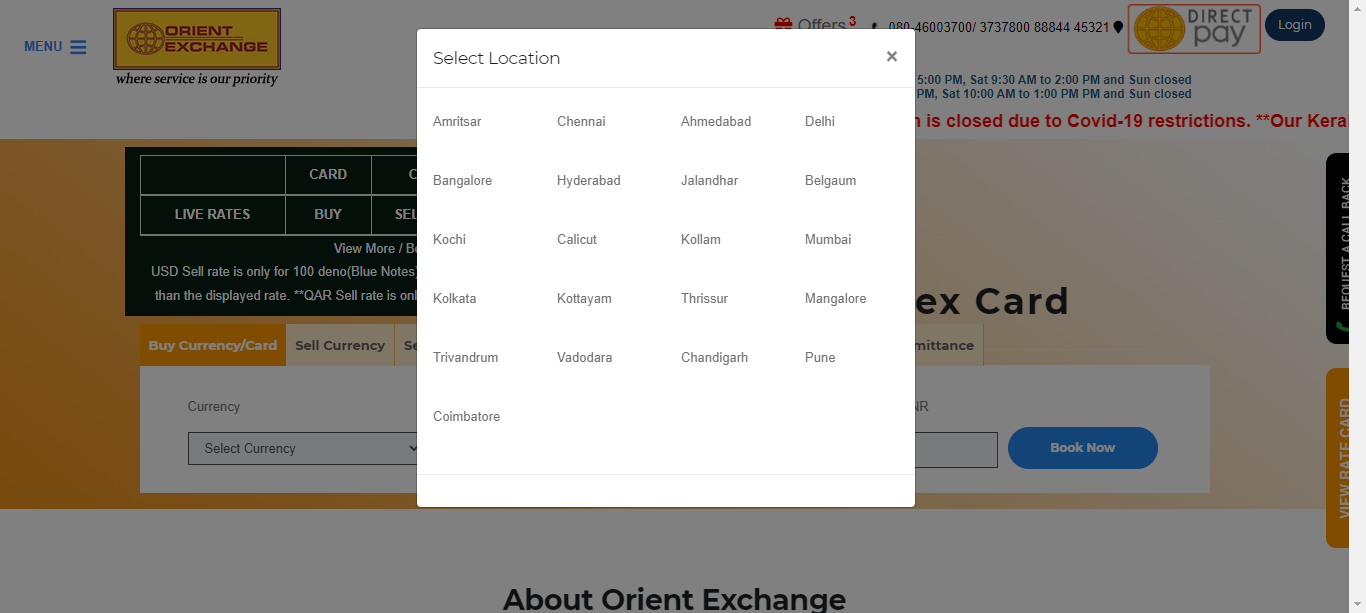 MENU
ORIENT
EXCHANGE
where service is our priority
Offers 3
080-46003700/ 3737800 88844 45321
DIRECT
pay
Login
5:00 PM, Sat 9:30 AM to 2:00 PM and Sun closed
PM, Sat 10:00 AM to 1:00 PM PM and Sun closed
is closed due to Covid-19 restrictions. **Our Kera
Select Location
×
Amritsar Chennai Ahmedabad Delhi
Bangalore Hyderabad Jalandhar Belgaum
Kochi Calicut Kollam Mumbai
Kolkata Kottayam Thrissur Mangalore
Trivandrum Vadodara Chandigarh Pune
Coimbatore
CARD C
LIVE RATES BUY SEL
View More / B
USD Sell rate is only for 100 deno(Blue Notes)
than the displayed rate. **QAR Sell rate is onl
ex Card
Buy Currency/Card Sell Currency Se mittance
Currency NR
Select Currency
Book Now
REQUEST A CALL BACK
VIEW RATE CARD
About Orient Exchange